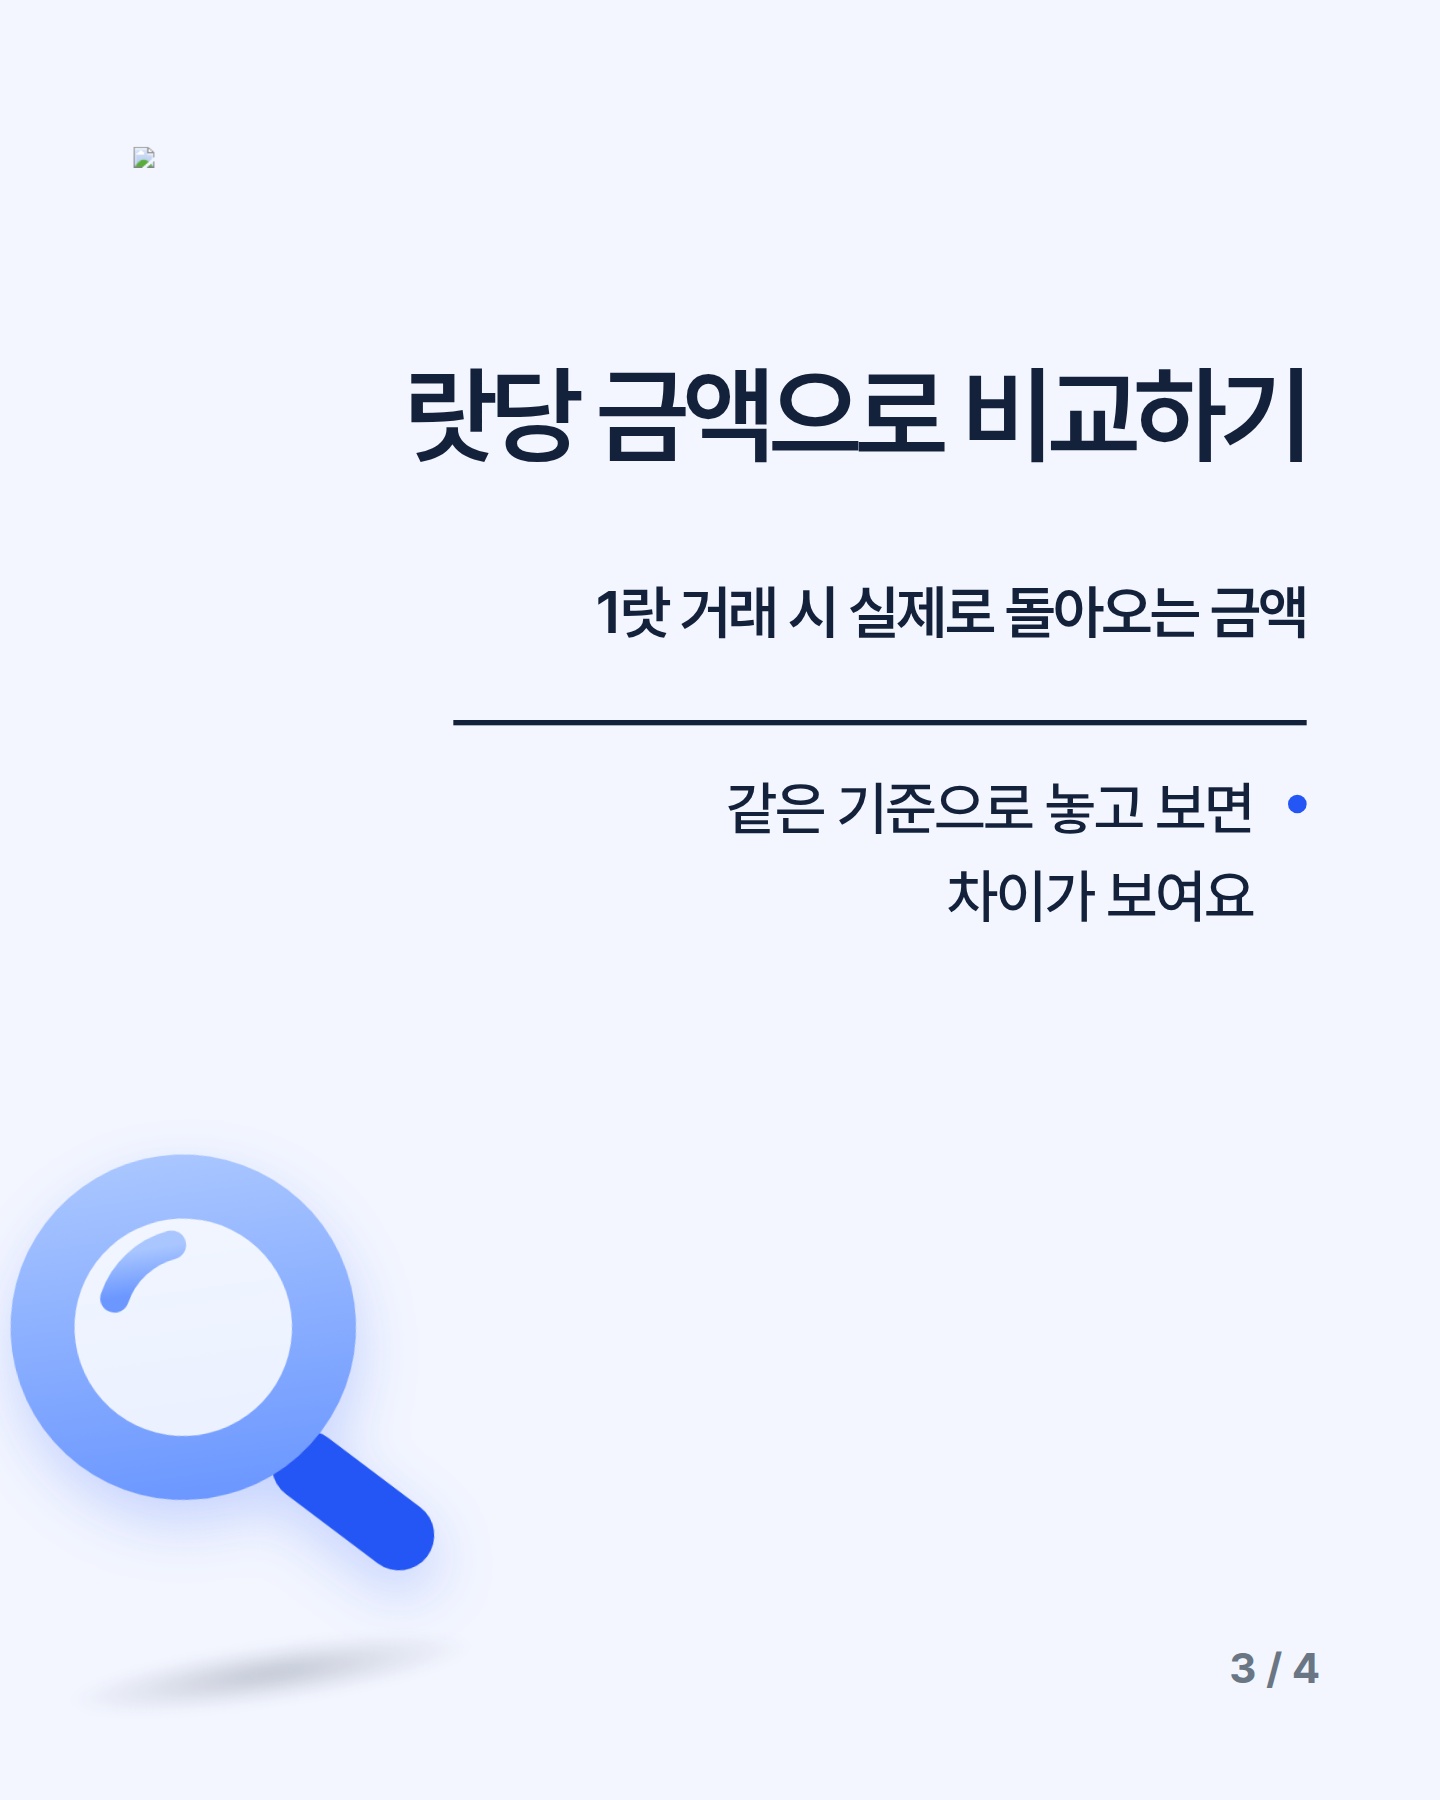 랏당 금액으로 비교하기
1랏 거래 시 실제로 돌아오는 금액
같은 기준으로 놓고 보면
차이가 보여요
3 / 4